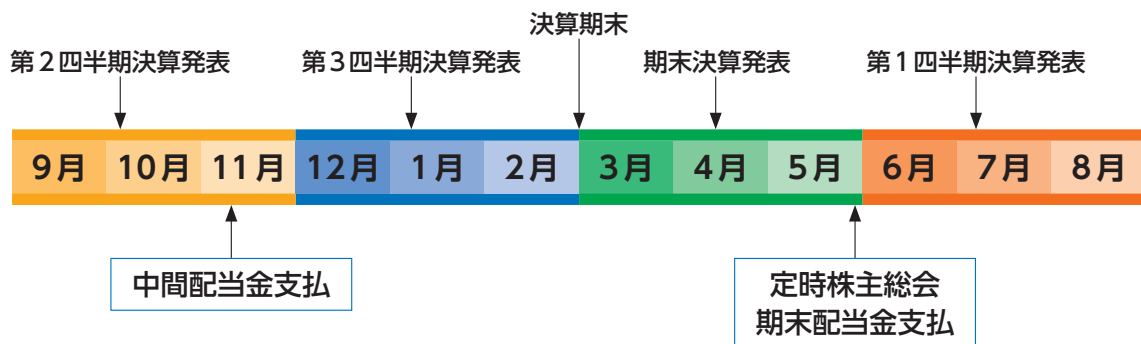 決算期末
第2四半期決算発表
第3四半期決算発表
期末決算発表
第1四半期決算発表
9月 10月 11月 12月 1月 2月 3月 4月 5月 6月 7月 8月
中間配当金支払
定時株主総会
期末配当金支払